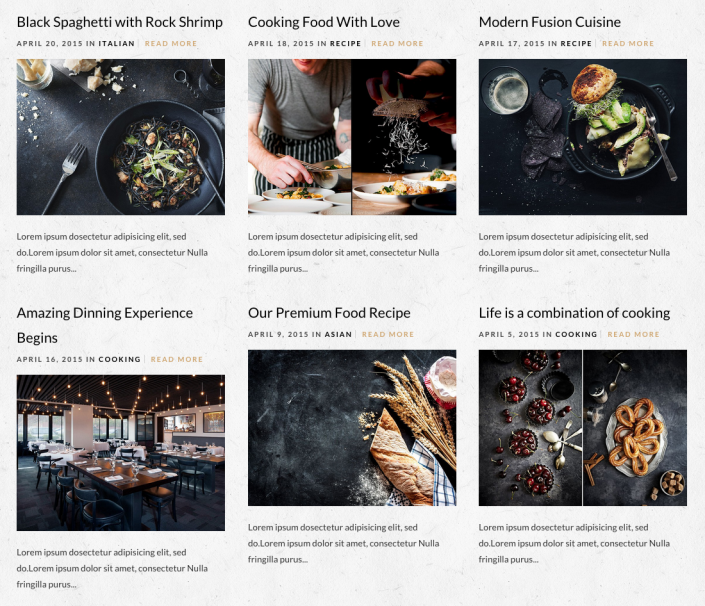 Black Spaghetti with Rock Shrimp
APRIL 20, 2015 IN ITALIAN | READ MORE
Lorem ipsum dosectetur adipisicing elit, sed
do.Lorem ipsum dolor sit amet, consectetur Nulla
fringilla purus...
Cooking Food With Love
APRIL 18, 2015 IN RECIPE | READ MORE
Lorem ipsum dosectetur adipisicing elit, sed
do.Lorem ipsum dolor sit amet, consectetur Nulla
fringilla purus...
Modern Fusion Cuisine
APRIL 17, 2015 IN RECIPE | READ MORE
Lorem ipsum dosectetur adipisicing elit, sed
do.Lorem ipsum dolor sit amet, consectetur Nulla
fringilla purus...
Amazing Dinning Experience
Begins
APRIL 16, 2015 IN COOKING | READ MORE
Lorem ipsum dosectetur adipisicing elit, sed
do.Lorem ipsum dolor sit amet, consectetur Nulla
fringilla purus...
Our Premium Food Recipe
APRIL 9, 2015 IN ASIAN | READ MORE
Lorem ipsum dosectetur adipisicing elit, sed
do.Lorem ipsum dolor sit amet, consectetur Nulla
fringilla purus...
Life is a combination of cooking
APRIL 5, 2015 IN COOKING | READ MORE
Lorem ipsum dosectetur adipisicing elit, sed
do.Lorem ipsum dolor sit amet, consectetur Nulla
fringilla purus...